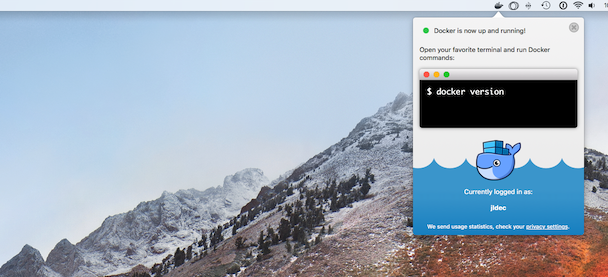 Docker is now up and running!
Open your favorite terminal and run Docker
commands:
$ docker version
Currently logged in as:
jldec
We send usage statistics, check your privacy settings.